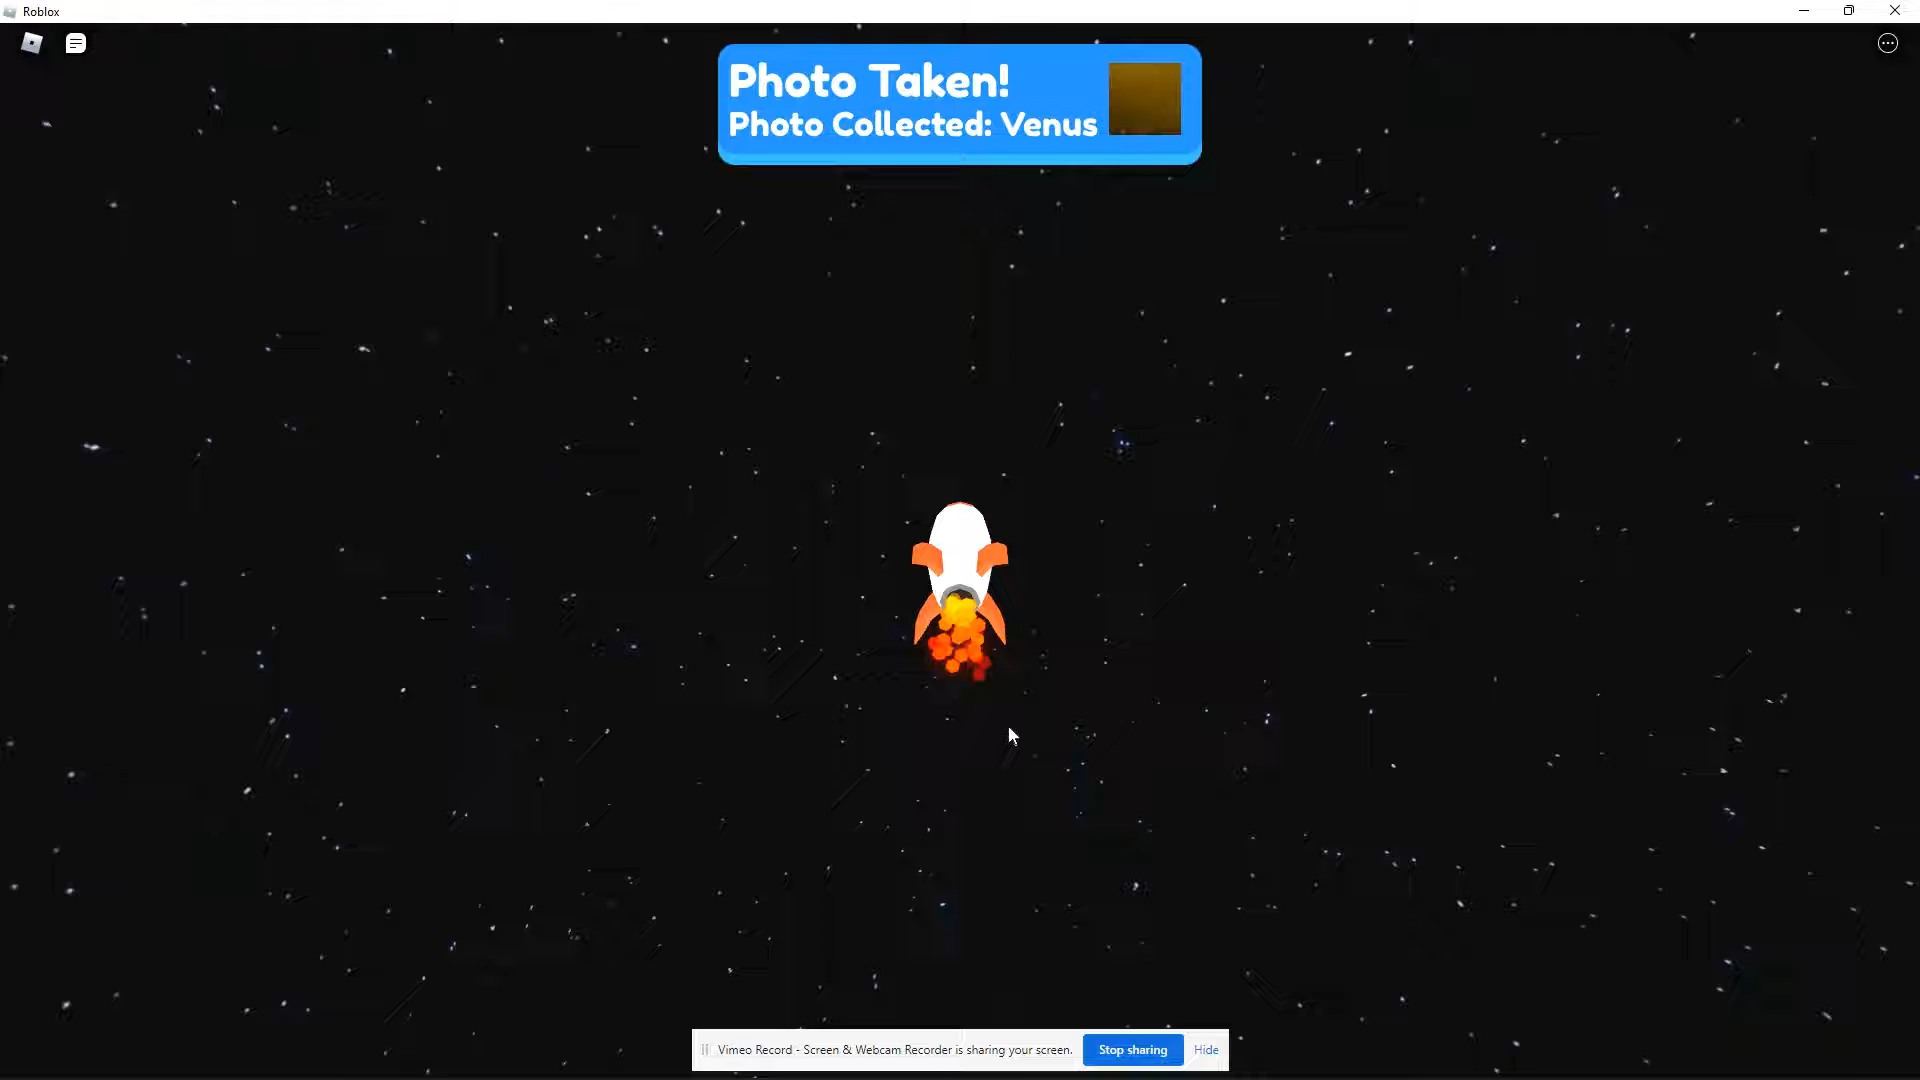 Roblox
Photo Taken!
Photo Collected: Venus
Vimeo Record - Screen & Webcam Recorder is sharing your screen.
Stop sharing
Hide